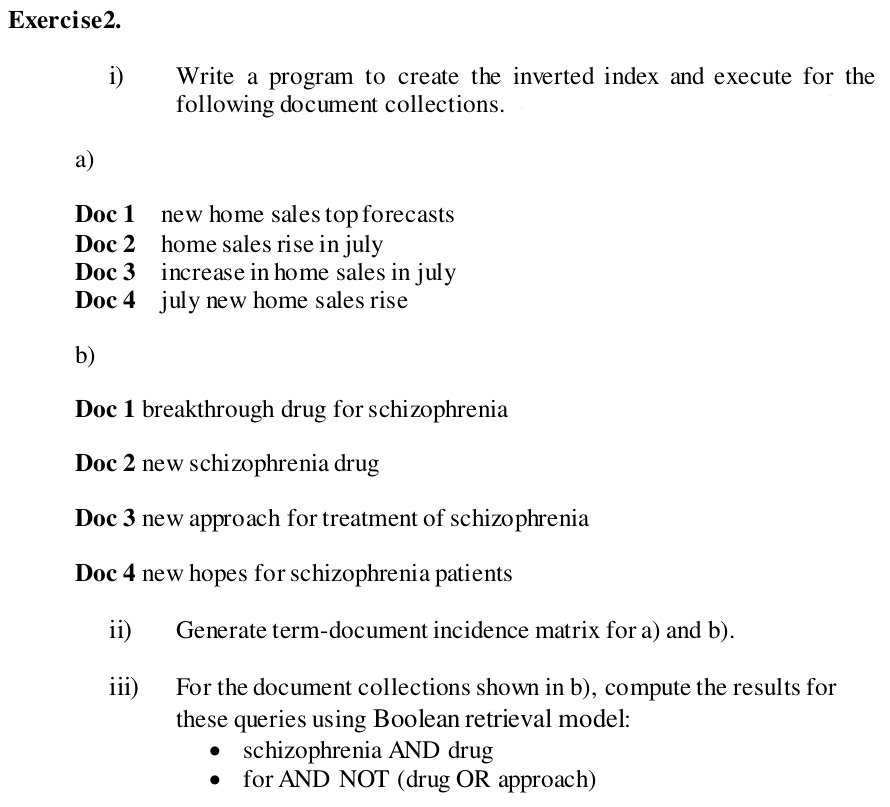 Exercise2.
i) Write a program to create the inverted index and execute for the
following document collections.
a)
Doc 1 new home sales top forecasts
Doc 2 home sales rise in july
Doc 3 increase in home sales in july
Doc 4 july new home sales rise
b)
Doc 1 breakthrough drug for schizophrenia
Doc 2 new schizophrenia drug
Doc 3 new approach for treatment of schizophrenia
Doc 4 new hopes for schizophrenia patients
ii) Generate term-document incidence matrix for a) and b).
iii) For the document collections shown in b), compute the results for
these queries using Boolean retrieval model:
• schizophrenia AND drug
• for AND NOT (drug OR approach)